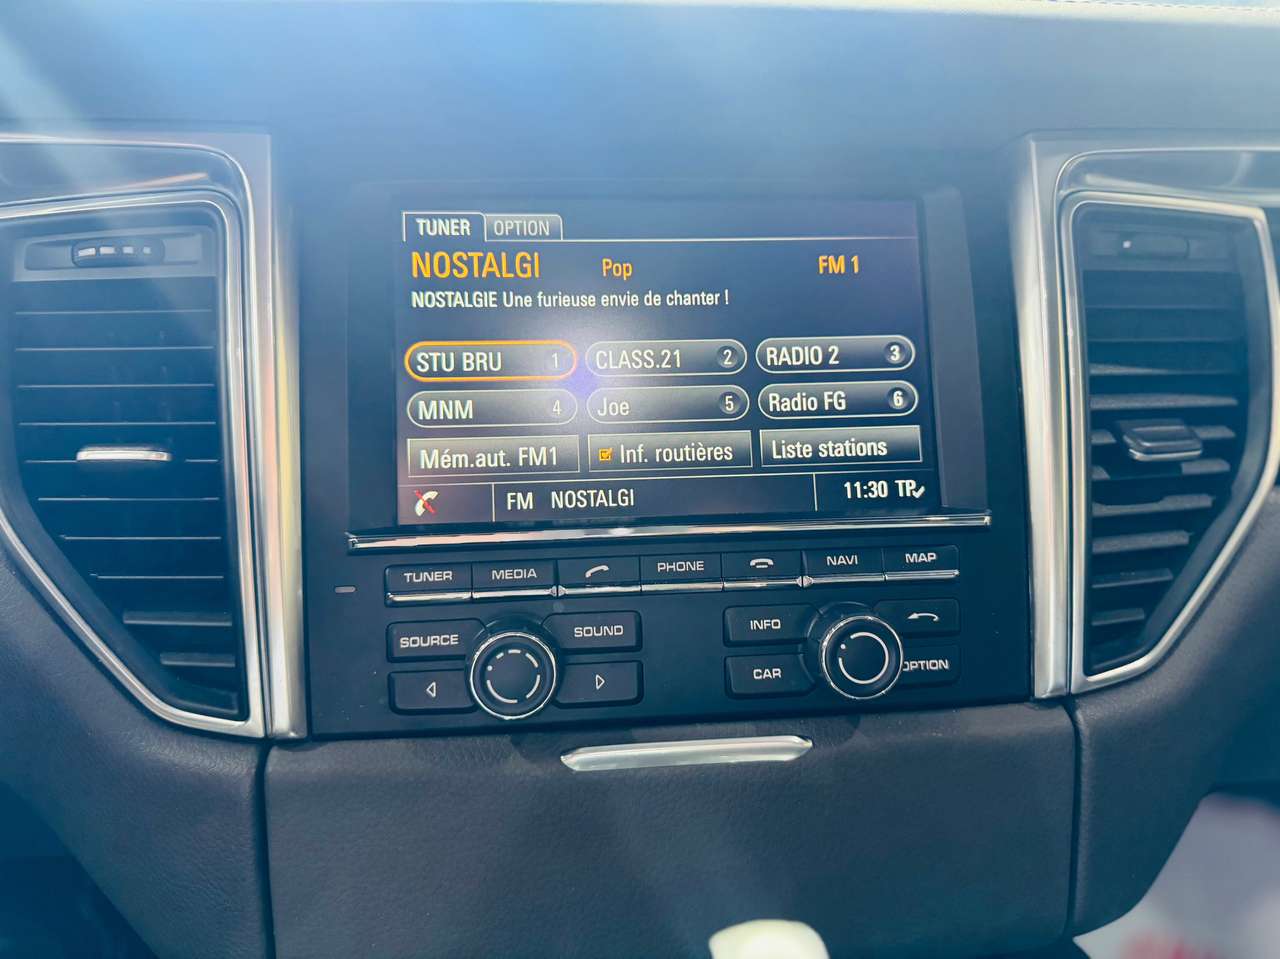 TUNER OPTION
NOSTALGI Pop FM 1
NOSTALGIE Une furieuse envie de chanter !
STU BRU 1 CLASS.21 2 RADIO 2 3
MNM 4 Joe 5 Radio FG 6
Mém.aut. FM1 Inf. routières Liste stations
FM NOSTALGI 11:30 TP
TUNER MEDIA PHONE NAVI MAP
SOURCE SOUND INFO
CAR OPTION